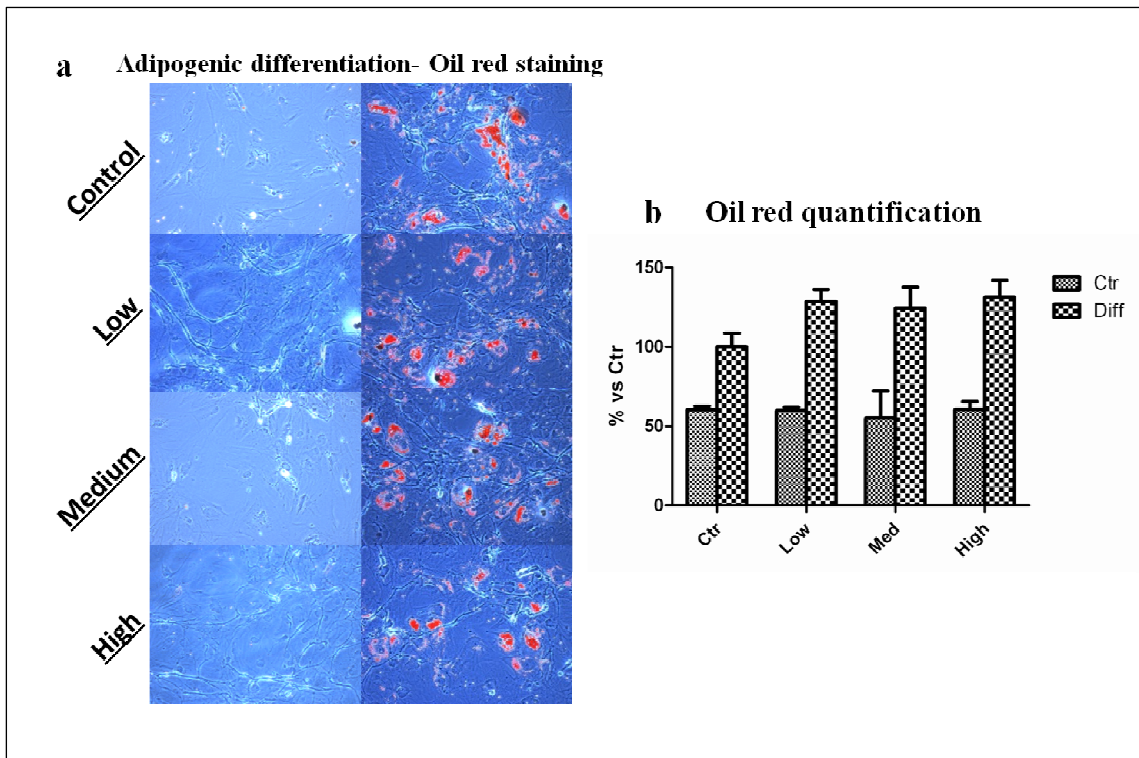 a Adipogenic differentiation- Oil red staining
Control
Low
Medium
High
b Oil red quantification
% vs Ctr
150
100
50
0
Ctr
Low
Med
High
Ctr
Diff